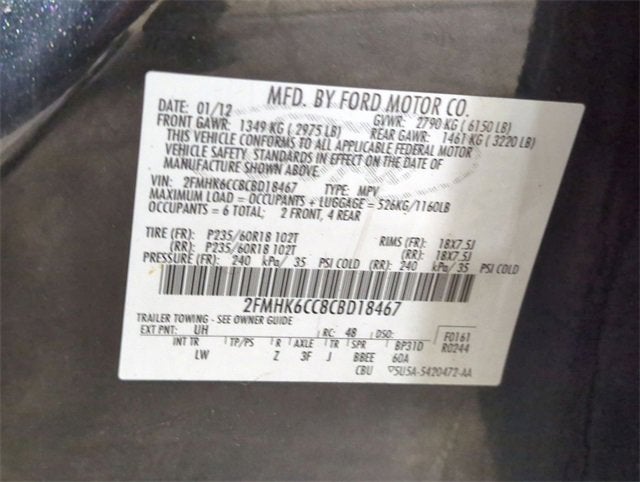 MFD. BY FORD MOTOR CO.
DATE: 01/12 GVWR: 2790 KG ( 6150 LB)
FRONT GAWR: 1349 KG ( 2975 LB) REAR GAWR: 1461 KG ( 3220 LB)
THIS VEHICLE CONFORMS TO ALL APPLICABLE FEDERAL MOTOR
VEHICLE SAFETY STANDARDS IN EFFECT ON THE DATE OF
MANUFACTURE SHOWN ABOVE.
VIN: 2FMHK6CC8CBD18467 TYPE: MPV
MAXIMUM LOAD = OCCUPANTS + LUGGAGE = 526KG/1160LB
OCCUPANTS = 6 TOTAL; 2 FRONT, 4 REAR
TIRE (FR): P235/60R18 102T RIMS (FR): 18X7.5J
(RR): P235/60R18 102T (RR): 18X7.5J
PRESSURE (FR): 240 kPa/ 35 PSI COLD (RR): 240 kPa/ 35 PSI COLD
2FMHK6CC8CBD18467
TRAILER TOWING - SEE OWNER GUIDE
EXT PNT: UH RC: 48 DSO: F0161
INT TR TP/PS R AXLE TR SPR BP31D R0244
LW Z 3F J BBEE 60A
CBU 5U5A-5420472-AA